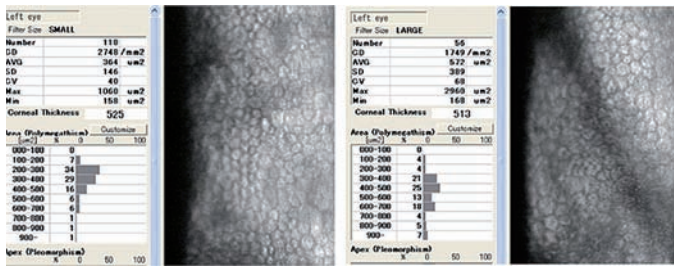 Left eye
Filter Size SMALL
Number 110
CD 2748 /mm2
AVG 364 um2
SD 146
CV 40
Max 1060 um2
Min 158 um2
Corneal Thickness 525
Customize
Area (Polymegathism)
[um2] % 0 50 100
000-100 0
100-200 7
200-300 34
300-400 29
400-500 16
500-600 6
600-700 6
700-800 1
800-900 1
900- 1
% 0 50 100
Apex (Pleomorphism)
Left eye
Filter Size LARGE
Number 56
CD 1749 /mm2
AVG 572 um2
SD 389
CV 68
Max 2960 um2
Min 168 um2
Corneal Thickness 513
Customize
Area (Polymegathism)
[um2] % 0 50 100
000-100 0
100-200 4
200-300 4
300-400 21
400-500 25
500-600 13
600-700 18
700-800 4
800-900 5
900- 7
% 0 50 100
Apex (Pleomorphism)